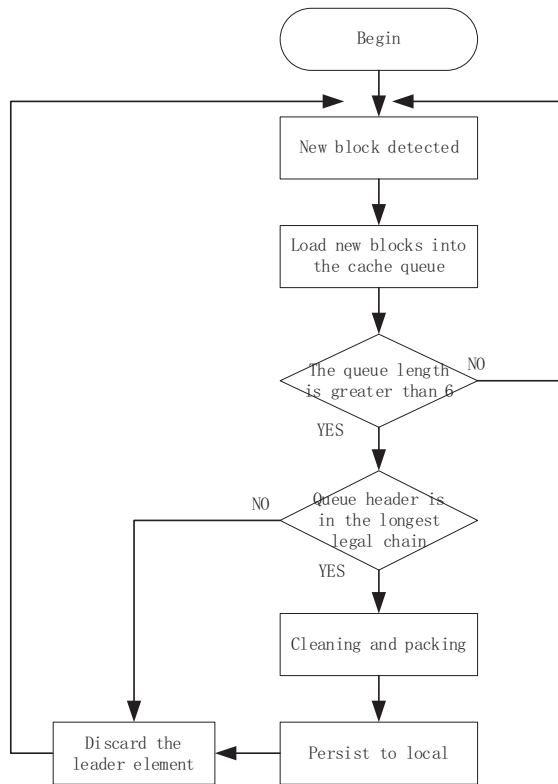 Begin
New block detected
Load new blocks into
the cache queue
The queue length
is greater than 6
NO
YES
Queue header is
in the longest
legal chain
NO
YES
Cleaning and packing
Discard the
leader element
Persist to local